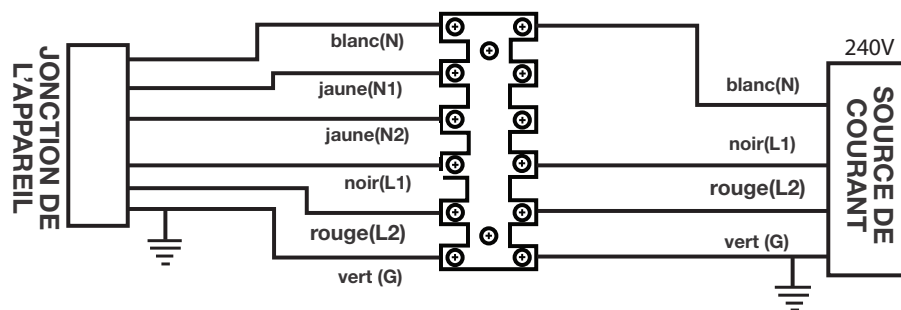 JONCTION DE
L'APPAREIL
blanc(N)
jaune(N1)
jaune(N2)
noir(L1)
rouge(L2)
vert (G)
240V
blanc(N)
noir(L1)
rouge(L2)
vert (G)
SOURCE DE
COURANT